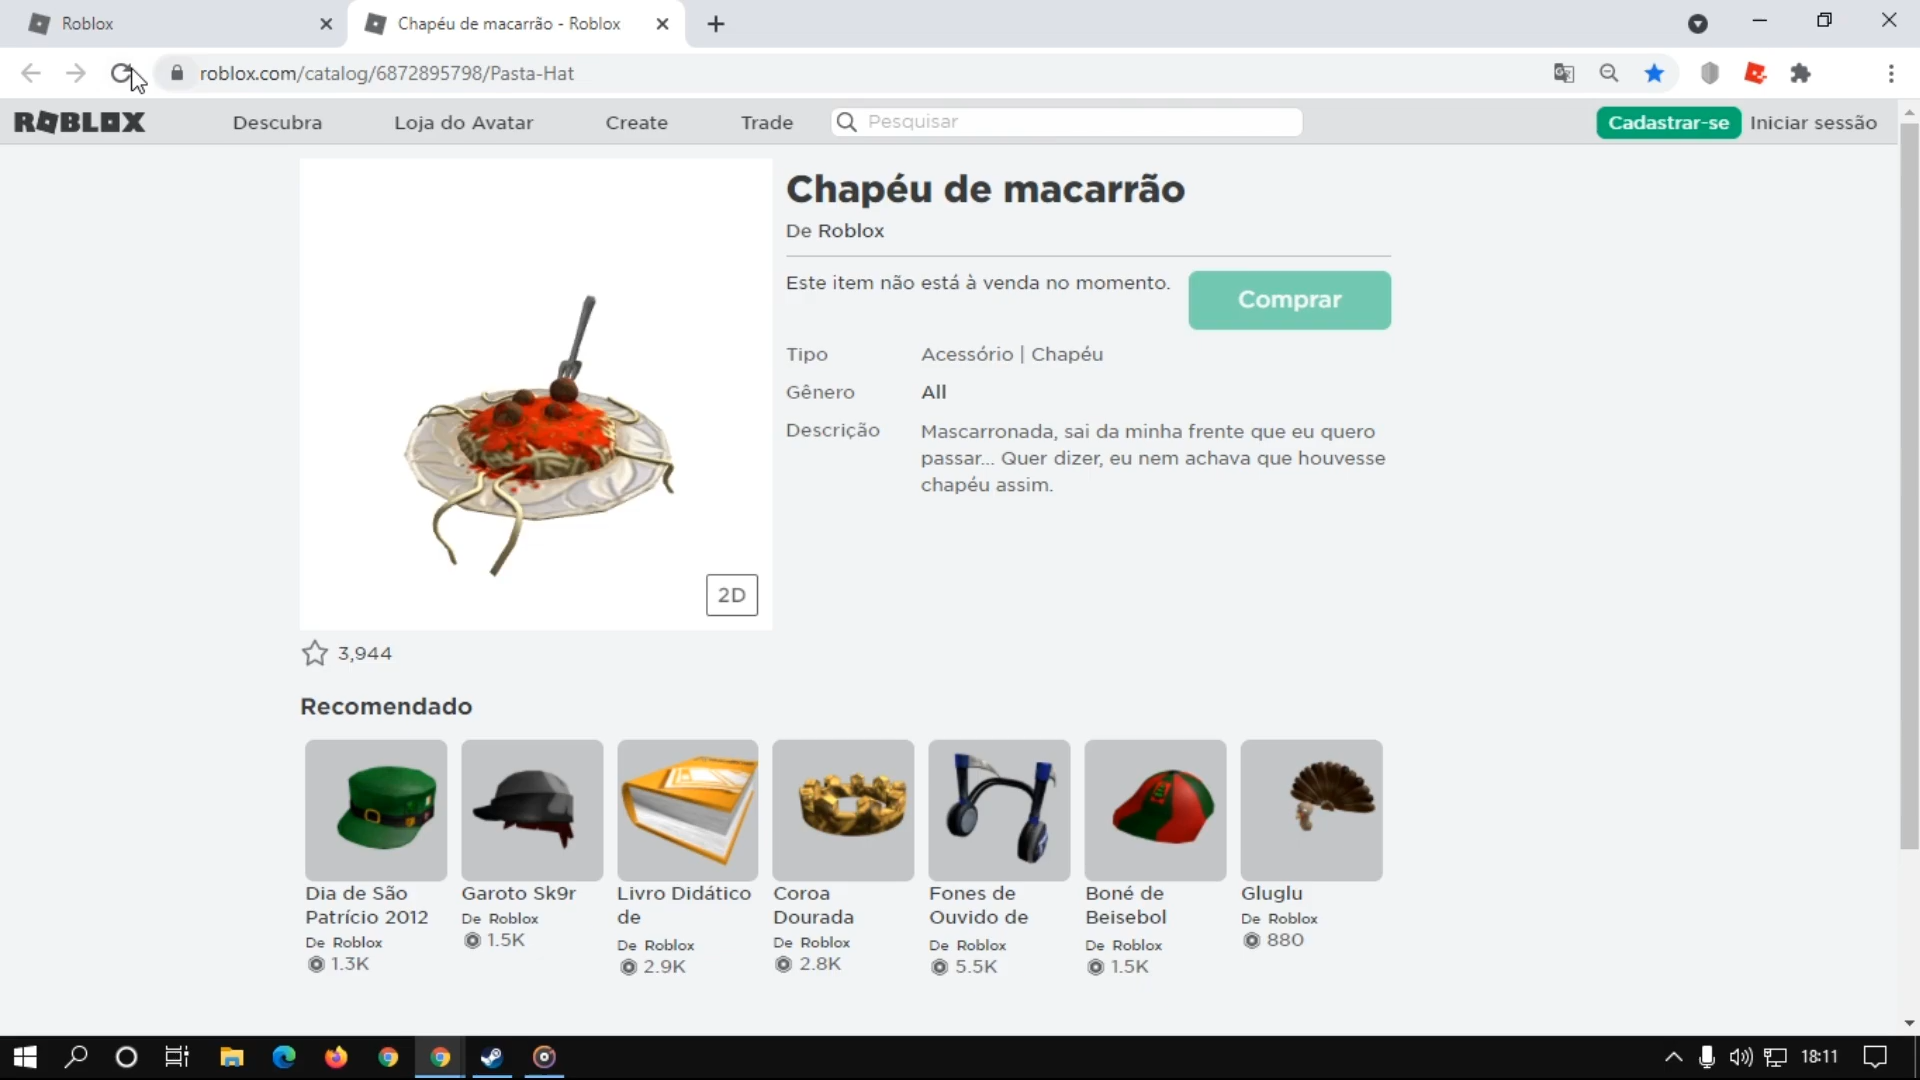 Roblox
Chapéu de macarrão - Roblox
roblox.com/catalog/6872895798/Pasta-Hat
ROBLOX
Descubra
Loja do Avatar
Create
Trade
Pesquisar
Cadastrar-se
Iniciar sessão
Chapéu de macarrão
De Roblox
Este item não está à venda no momento.
Comprar
Tipo
Acessório | Chapéu
Gênero
All
Descrição
Mascarronada, sai da minha frente que eu quero
passar... Quer dizer, eu nem achava que houvesse
chapéu assim.
2D
3,944
Recomendado
Dia de São
Patrício 2012
De Roblox
1.3K
Garoto Sk9r
De Roblox
1.5K
Livro Didático
de
De Roblox
2.9K
Coroa
Dourada
De Roblox
2.8K
Fones de
Ouvido de
De Roblox
5.5K
Boné de
Beisebol
De Roblox
1.5K
Gluglu
De Roblox
880
18:11